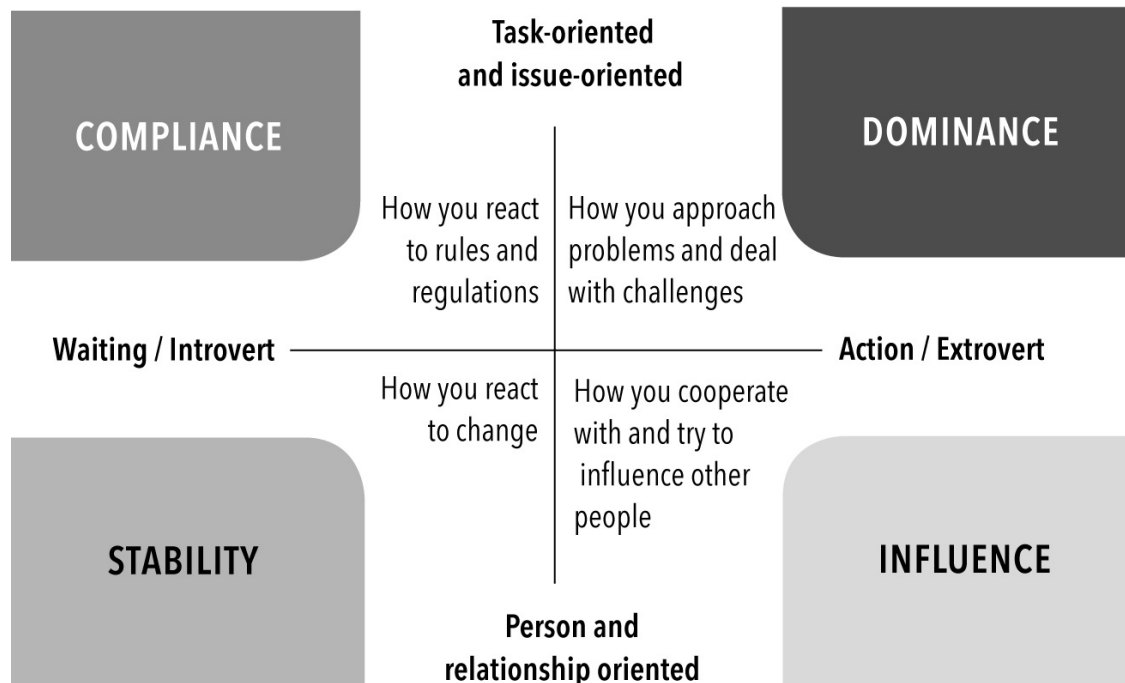 Task-oriented
and issue-oriented
COMPLIANCE
DOMINANCE
How you react
to rules and
regulations
How you approach
problems and deal
with challenges
Waiting / Introvert
Action / Extrovert
How you react
to change
How you cooperate
with and try to
influence other
people
STABILITY
INFLUENCE
Person and
relationship oriented